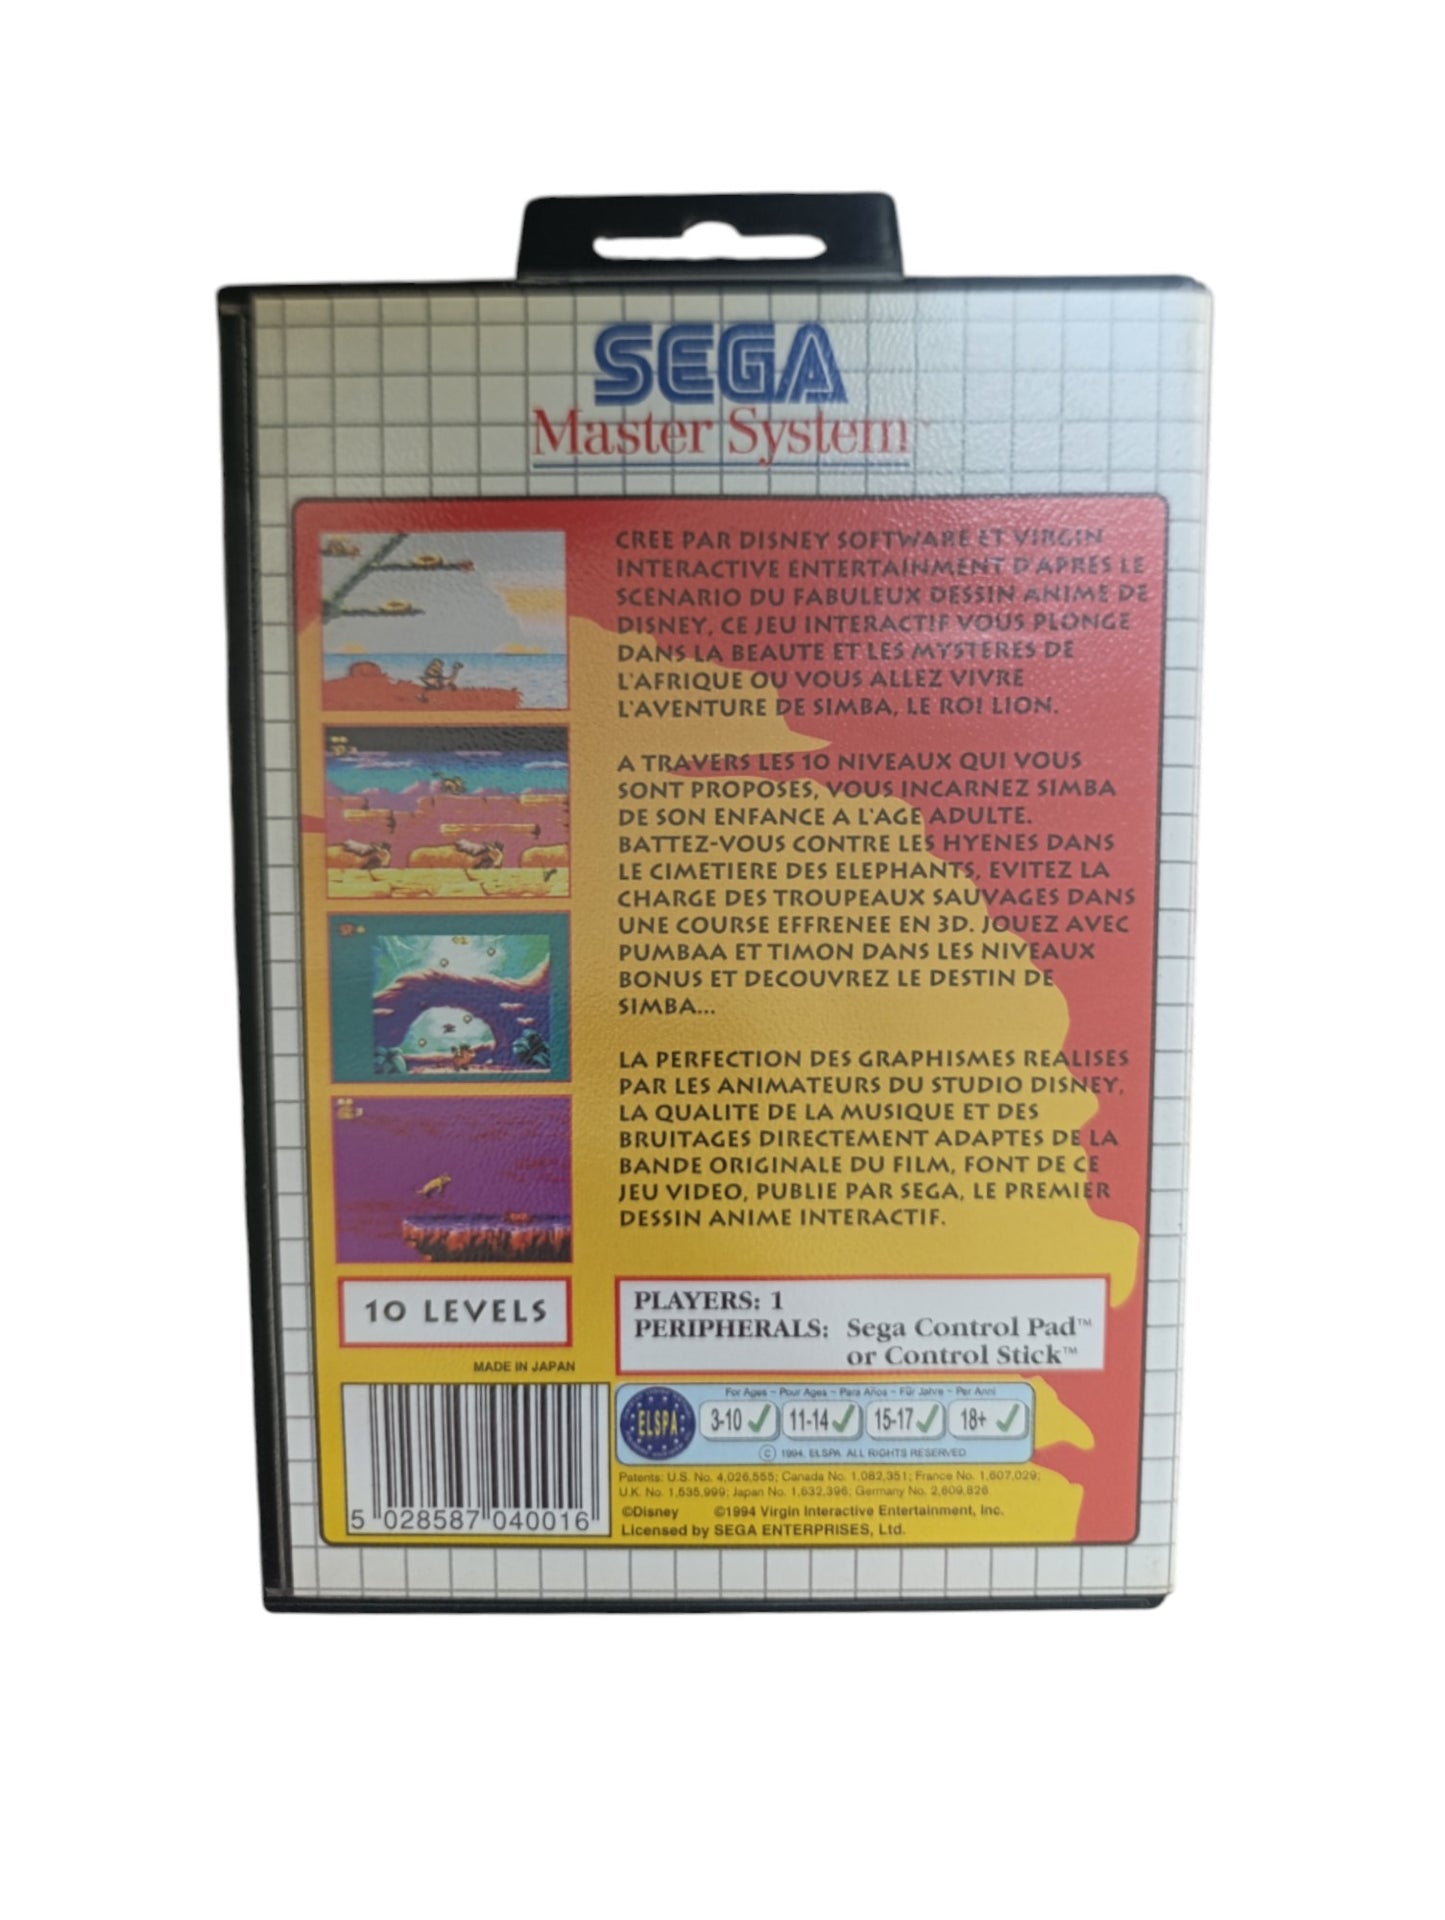 SEGA
Master System
CREE PAR DISNEY SOFTWARE ET VIRGIN
INTERACTIVE ENTERTAINMENT D'APRES LE
SCENARIO DU FABULEUX DESSIN ANIME DE
DISNEY, CE JEU INTERACTIF VOUS PLONGE
DANS LA BEAUTE ET LES MYSTERES DE
L'AFRIQUE OU VOUS ALLEZ VIVRE
L'AVENTURE DE SIMBA, LE ROI LION.
A TRAVERS LES 10 NIVEAUX QUI VOUS
SONT PROPOSES, VOUS INCARNEZ SIMBA
DE SON ENFANCE A L'AGE ADULTE.
BATTEZ-VOUS CONTRE LES HYENES DANS
LE CIMETIERE DES ELEPHANTS, EVITEZ LA
CHARGE DES TROUPEAUX SAUVAGES DANS
UNE COURSE EFFRENEE EN 3D. JOUEZ AVEC
PUMBAA ET TIMON DANS LES NIVEAUX
BONUS ET DECOUVREZ LE DESTIN DE
SIMBA...
LA PERFECTION DES GRAPHISMES REALISES
PAR LES ANIMATEURS DU STUDIO DISNEY,
LA QUALITE DE LA MUSIQUE ET DES
BRUITAGES DIRECTEMENT ADAPTES DE LA
BANDE ORIGINALE DU FILM, FONT DE CE
JEU VIDEO, PUBLIE PAR SEGA, LE PREMIER
DESSIN ANIME INTERACTIF.
10 LEVELS
PLAYERS: 1
PERIPHERALS: Sega Control Pad™
or Control Stick™
MADE IN JAPAN
For Ages - Pour Ages - Para Años - Für Jahre - Per Anni
ELSPA
3-10 11-14 15-17 18+
© 1994. ELSPA. ALL RIGHTS RESERVED
Patents: U.S. No. 4,026,555; Canada No. 1,082,351; France No. 1,607,029;
U.K. No. 1,535,999; Japan No. 1,632,396; Germany No. 2,609,826
©Disney ©1994 Virgin Interactive Entertainment, Inc.
Licensed by SEGA ENTERPRISES, Ltd.
5 028587 040016